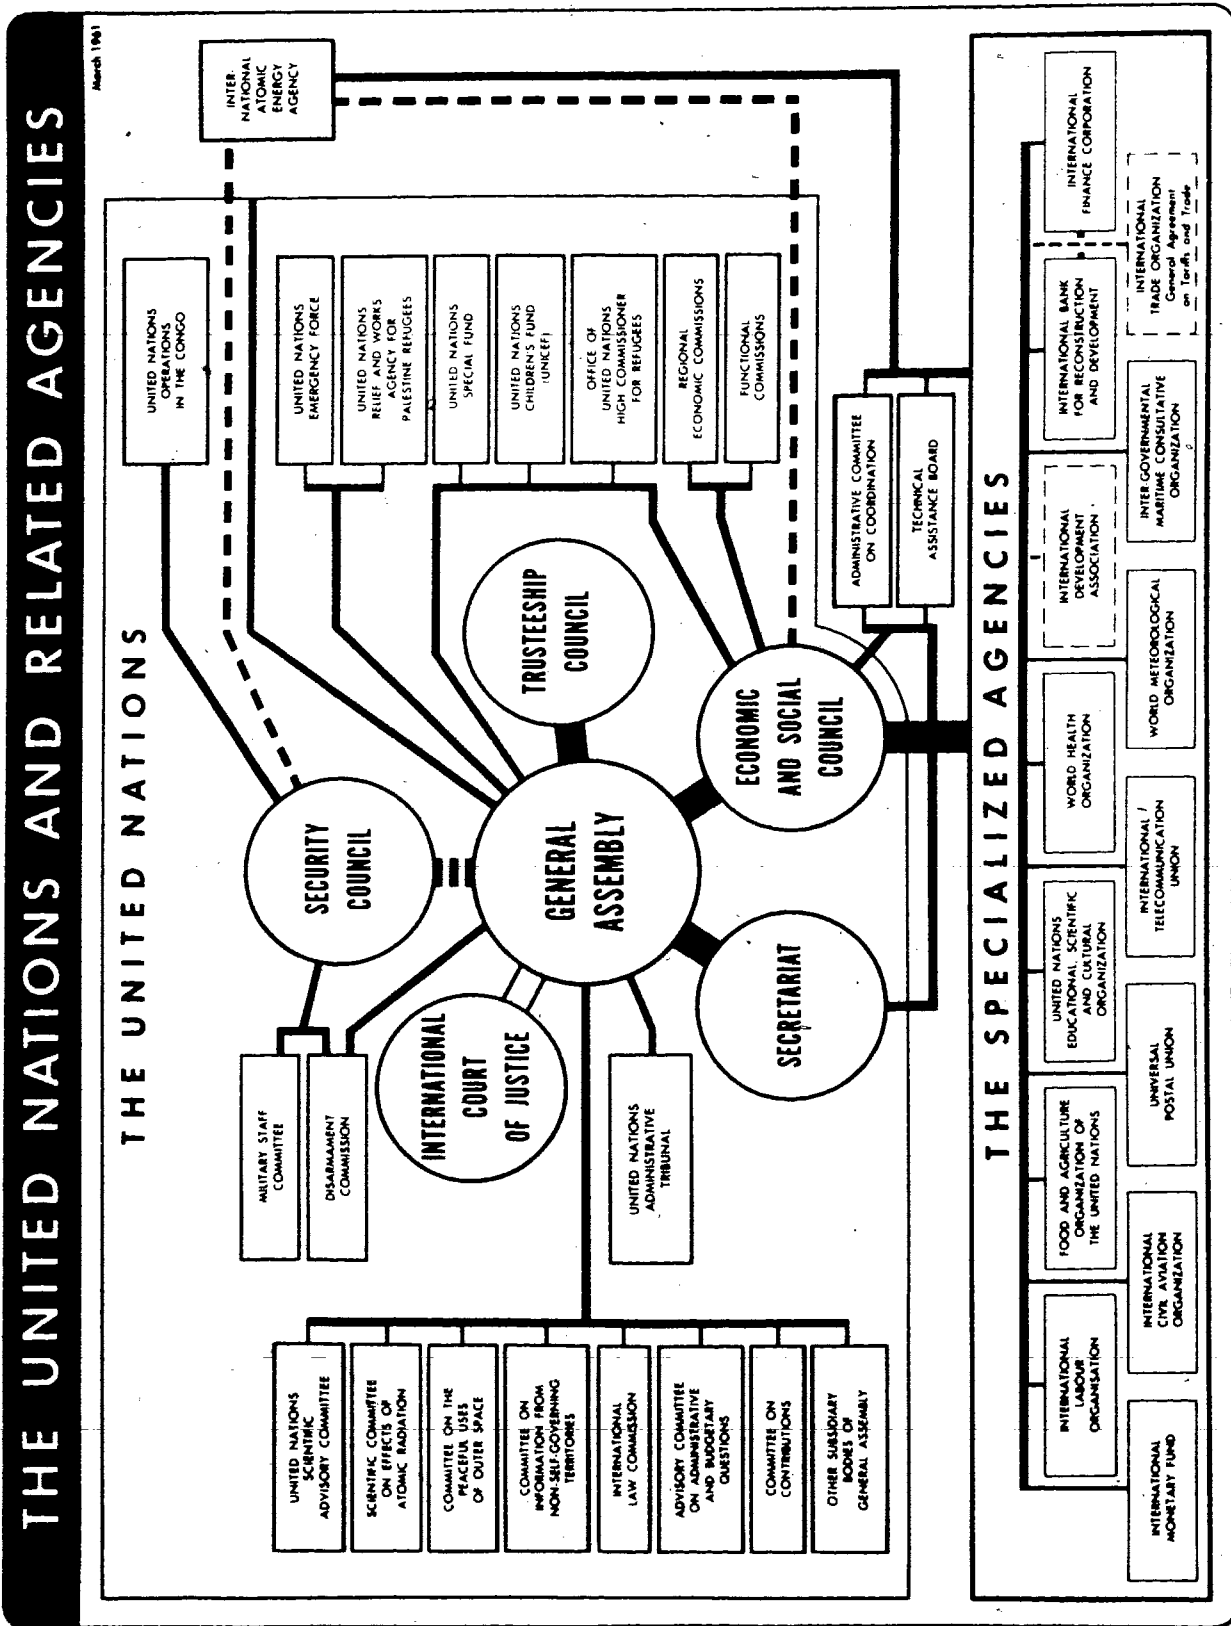 THE UNITED NATIONS AND RELATED AGENCIES
March 1961
THE UNITED NATIONS
INTER-
NATIONAL
ATOMIC
ENERGY
AGENCY
UNITED NATIONS
OPERATIONS
IN THE CONGO
UNITED NATIONS
EMERGENCY FORCE
UNITED NATIONS
RELIEF AND WORKS
AGENCY FOR
PALESTINE REFUGEES
UNITED NATIONS
SPECIAL FUND
UNITED NATIONS
CHILDREN'S FUND
(UNICEF)
OFFICE OF
UNITED NATIONS
HIGH COMMISSIONER
FOR REFUGEES
REGIONAL
ECONOMIC COMMISSIONS
FUNCTIONAL
COMMISSIONS
MILITARY STAFF
COMMITTEE
DISARMAMENT
COMMISSION
SECURITY
COUNCIL
TRUSTEESHIP
COUNCIL
INTERNATIONAL
COURT
OF JUSTICE
GENERAL
ASSEMBLY
ECONOMIC
AND SOCIAL
COUNCIL
SECRETARIAT
UNITED NATIONS
ADMINISTRATIVE
TRIBUNAL
UNITED NATIONS
SCIENTIFIC
ADVISORY COMMITTEE
SCIENTIFIC COMMITTEE
ON EFFECTS OF
ATOMIC RADIATION
COMMITTEE ON THE
PEACEFUL USES
OF OUTER SPACE
COMMITTEE ON
INFORMATION FROM
NON-SELF-GOVERNING
TERRITORIES
INTERNATIONAL
LAW COMMISSION
ADVISORY COMMITTEE
ON ADMINISTRATIVE
AND BUDGETARY
QUESTIONS
COMMITTEE ON
CONTRIBUTIONS
OTHER SUBSIDIARY
BODIES OF
GENERAL ASSEMBLY
ADMINISTRATIVE COMMITTEE
ON COORDINATION
TECHNICAL
ASSISTANCE BOARD
THE SPECIALIZED AGENCIES
INTERNATIONAL
LABOUR
ORGANISATION
FOOD AND AGRICULTURE
ORGANIZATION OF
THE UNITED NATIONS
UNITED NATIONS
EDUCATIONAL, SCIENTIFIC
AND CULTURAL
ORGANIZATION
WORLD HEALTH
ORGANIZATION
INTERNATIONAL
DEVELOPMENT
ASSOCIATION
INTERNATIONAL BANK
FOR RECONSTRUCTION
AND DEVELOPMENT
INTERNATIONAL
FINANCE CORPORATION
INTERNATIONAL
MONETARY FUND
INTERNATIONAL
CIVIL AVIATION
ORGANIZATION
UNIVERSAL
POSTAL UNION
INTERNATIONAL
TELECOMMUNICATION
UNION
WORLD METEOROLOGICAL
ORGANIZATION
INTER-GOVERNMENTAL
MARITIME CONSULTATIVE
ORGANIZATION
INTERNATIONAL
TRADE ORGANIZATION
General Agreement
on Tariffs and Trade